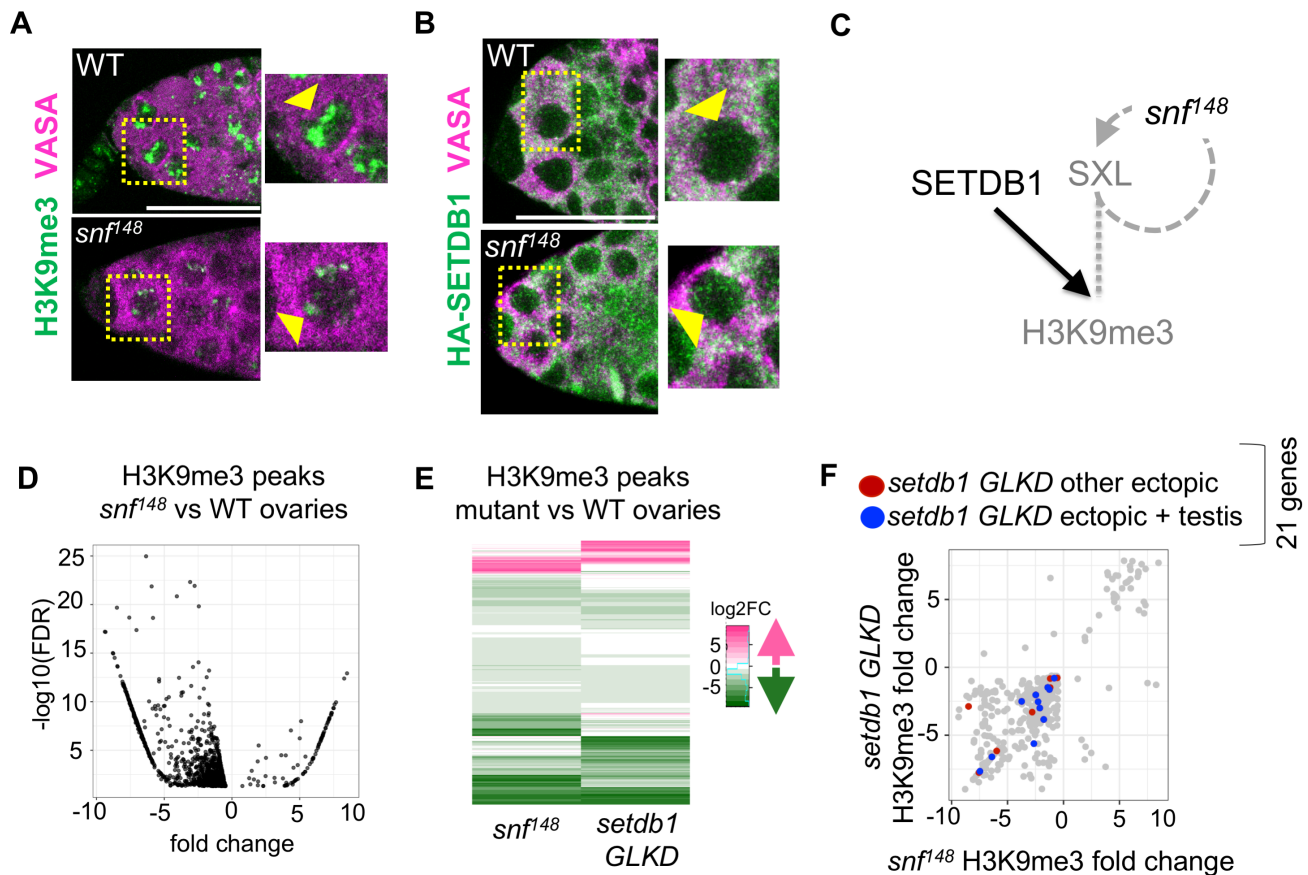 A
H3K9me3 VASA
WT
snf148
B
HA-SETDB1 VASA
WT
snf148
C
snf148
SXL
SETDB1
H3K9me3
D
H3K9me3 peaks
snf148 vs WT ovaries
-log10(FDR)
25
20
15
10
5
-10
-5
0
5
10
fold change
E
H3K9me3 peaks
mutant vs WT ovaries
log2FC
5
0
-5
snf148
setdb1
GLKD
F
setdb1 GLKD other ectopic
setdb1 GLKD ectopic + testis
21 genes
setdb1 GLKD
H3K9me3 fold change
5
0
-5
-10
-5
0
5
10
snf148 H3K9me3 fold change